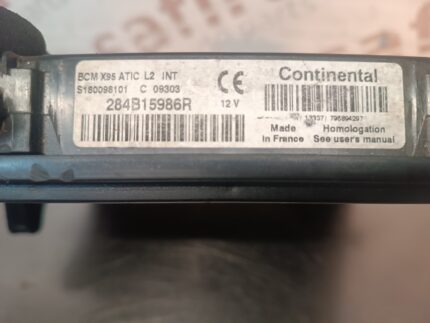 BCM X95 ATIC L2 INT
S180098101 C 09303
284B15986R
12 V
CE
Continental
Made in France
Homologation See user's manual